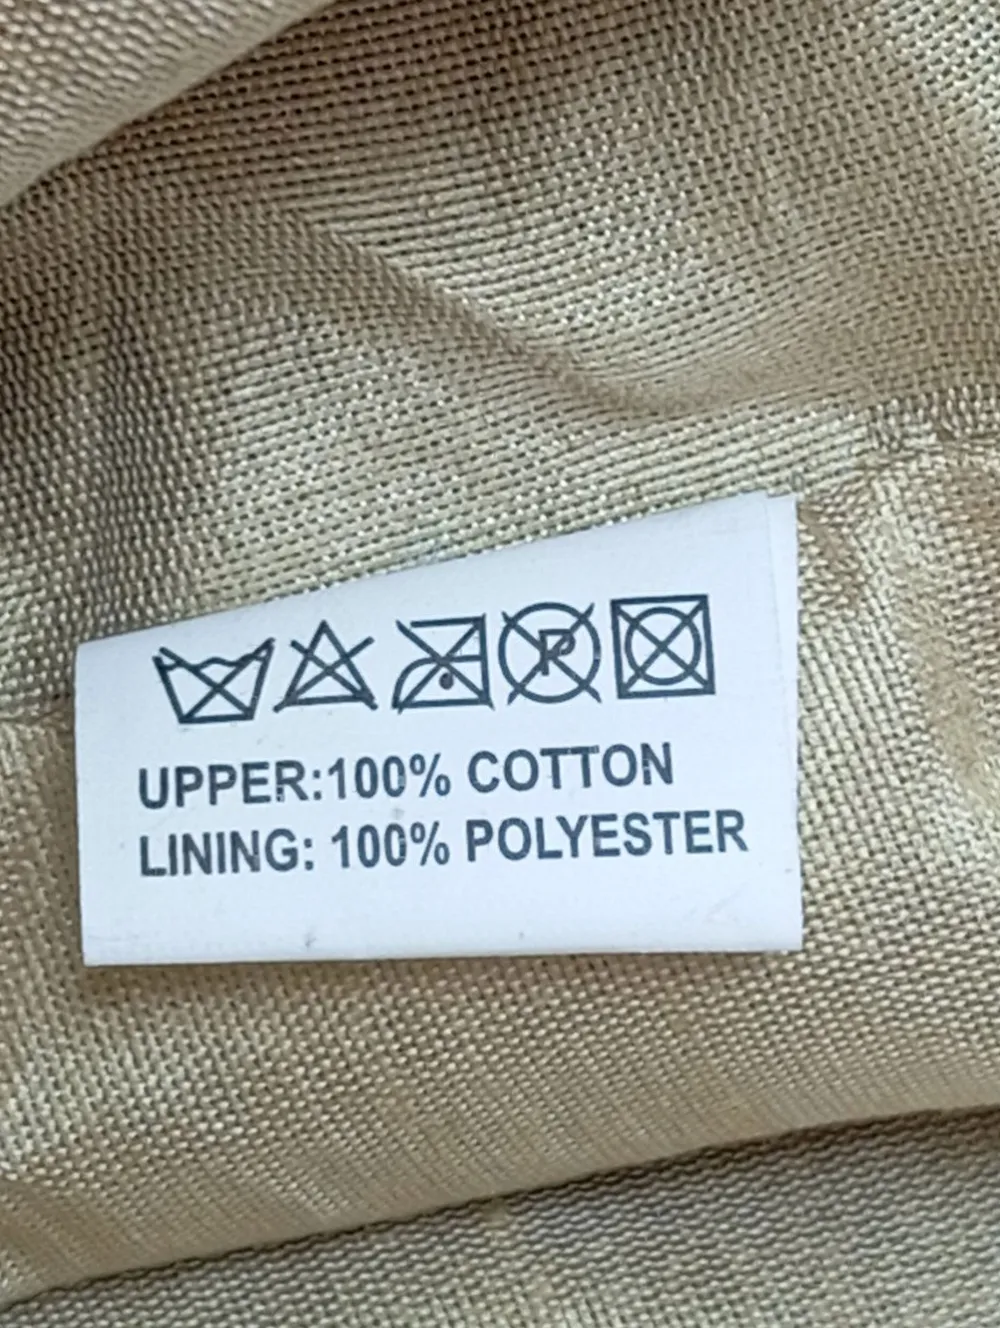 P
UPPER:100% COTTON
LINING: 100% POLYESTER